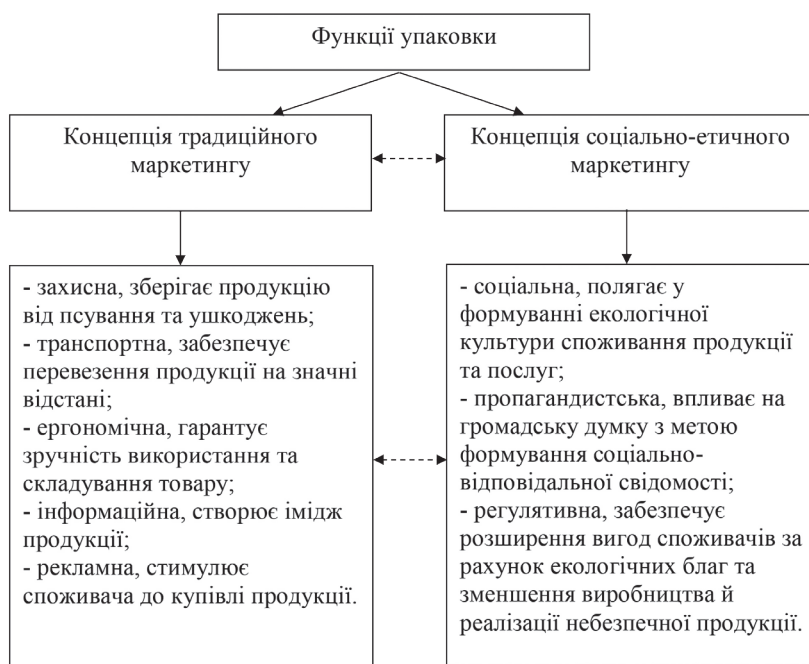 Функції упаковки
Концепція традиційного
маркетингу
Концепція соціально-етичного
маркетингу
- захисна, зберігає продукцію
від псування та ушкоджень;
- транспортна, забезпечує
перевезення продукції на значні
відстані;
- ергономічна, гарантує
зручність використання та
складування товару;
- інформаційна, створює імідж
продукції;
- рекламна, стимулює
споживача до купівлі продукції.
- соціальна, полягає у
формуванні екологічної
культури споживання продукції
та послуг;
- пропагандистська, впливає на
громадську думку з метою
формування соціально-
відповідальної свідомості;
- регулятивна, забезпечує
розширення вигод споживачів за
рахунок екологічних благ та
зменшення виробництва й
реалізації небезпечної продукції.